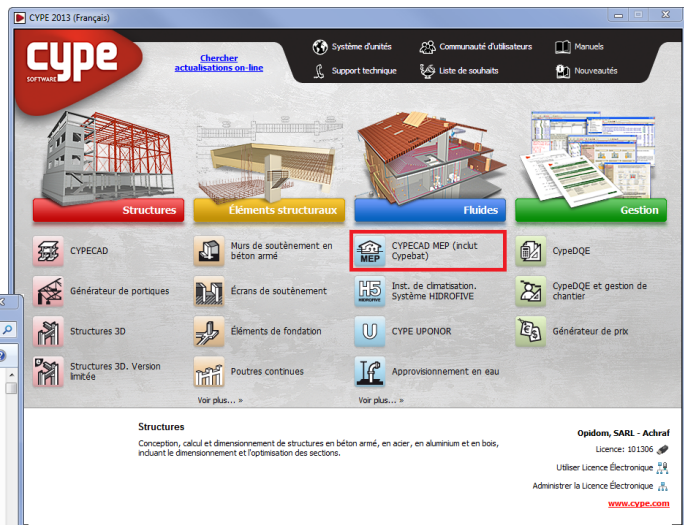 CYPE 2013 (Français)
cype
SOFTWARE
Chercher
actualisations on-line
Système d'unités
Communauté d'utilisateurs
Manuels
Support technique
Liste de souhaits
Nouveautés
Structures
Éléments structuraux
Fluides
Gestion
CYPECAD
Murs de soutènement en
béton armé
MEP
CYPECAD MEP (inclut
Cypebat)
CypeDQE
Générateur de portiques
Écrans de soutènement
H5
HIDROFIVE
Inst. de climatisation.
Système HIDROFIVE
CypeDQE et gestion de
chantier
Structures 3D
Éléments de fondation
U
CYPE UPONOR
Générateur de prix
Structures 3D. Version
limitée
Poutres continues
Approvisionnement en eau
Voir plus... »
Voir plus... »
Structures
Conception, calcul et dimensionnement de structures en béton armé, en acier, en aluminium et en bois,
incluant le dimensionnement et l'optimisation des sections.
Opidom, SARL - Achraf
Licence: 101306
Utiliser Licence Électronique
Administrer la Licence Électronique
www.cype.com